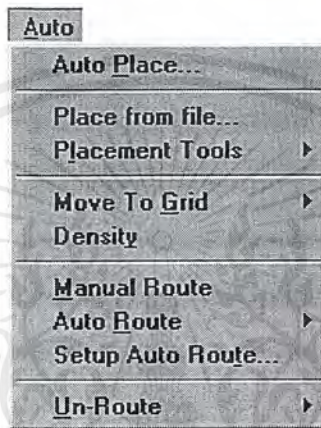 Auto
Auto Place...
Place from file...
Placement Tools
Move To Grid
Density
Manual Route
Auto Route
Setup Auto Route...
Un-Route